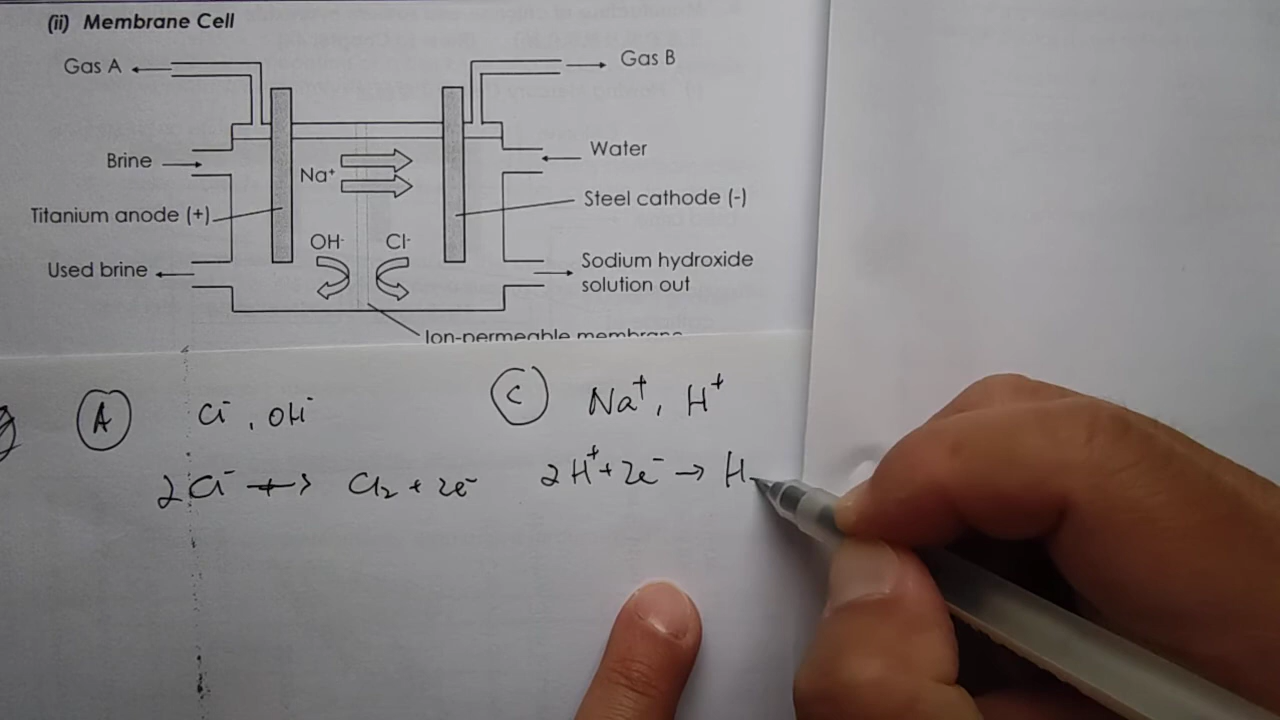 (ii) Membrane Cell
Gas A
Gas B
Brine
Na⁺
Water
Titanium anode (+)
Steel cathode (-)
OH⁻ Cl⁻
Used brine
Sodium hydroxide
solution out
Ion-permeable membrane
A Cl⁻, OH⁻
C Na⁺, H⁺
2Cl⁻ → Cl₂ + 2e⁻
2H⁺ + 2e⁻ → H